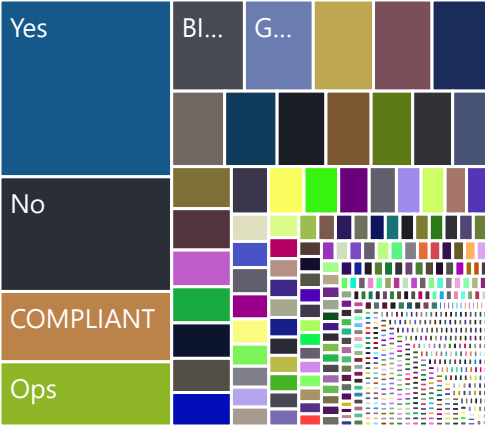 Yes
BI...
G...
No
COMPLIANT
Ops